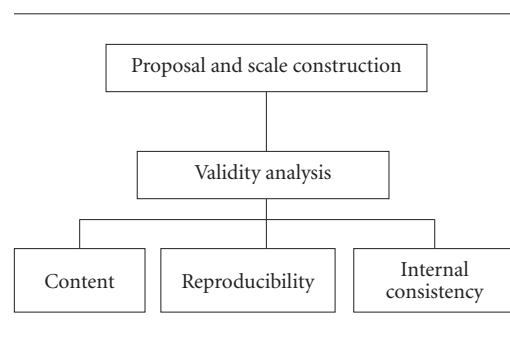 Proposal and scale construction
Validity analysis
Content
Reproducibility
Internal
consistency